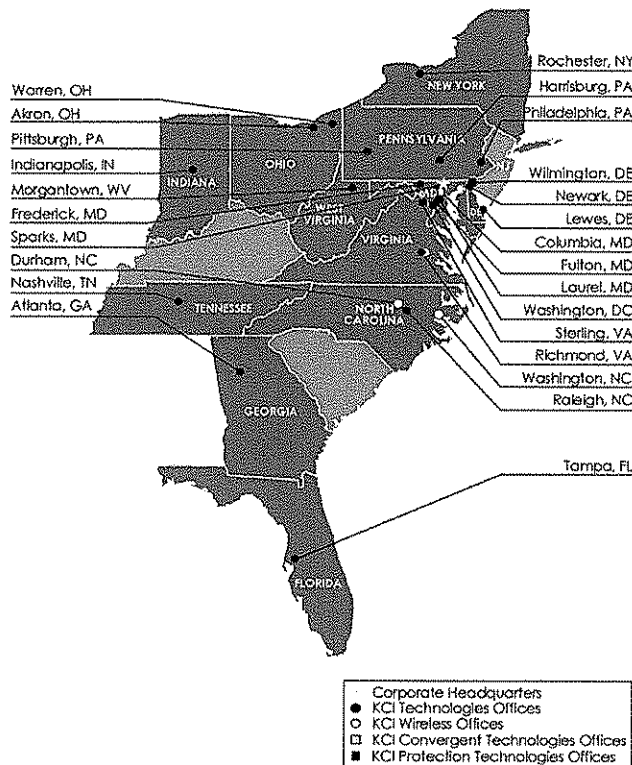 Rochester, NY
Harrisburg, PA
Philadelphia, PA
Warren, OH
Akron, OH
Pittsburgh, PA
Indianapolis, IN
Morgantown, WV
Frederick, MD
Sparks, MD
Durham, NC
Nashville, TN
Atlanta, GA
Wilmington, DE
Newark, DE
Lewes, DE
Columbia, MD
Fulton, MD
Laurel, MD
Washington, DC
Sterling, VA
Richmond, VA
Washington, NC
Raleigh, NC
Tampa, FL
NEW YORK
PENNSYLVANIA
NJ
OHIO
INDIANA
WEST
VIRGINIA
MD
DE
VIRGINIA
TENNESSEE
NORTH
CAROLINA
GEORGIA
FLORIDA
Corporate Headquarters
KCI Technologies Offices
KCI Wireless Offices
KCI Convergent Technologies Offices
KCI Protection Technologies Offices